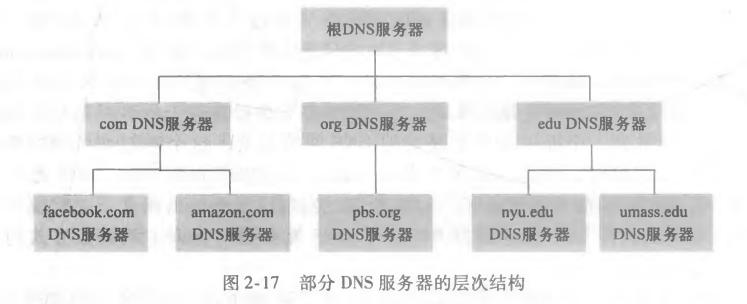 根DNS服务器
com DNS服务器
org DNS服务器
edu DNS服务器
facebook.com
DNS服务器
amazon.com
DNS服务器
pbs.org
DNS服务器
nyu.edu
DNS服务器
umass.edu
DNS服务器
图 2-17 部分 DNS 服务器的层次结构